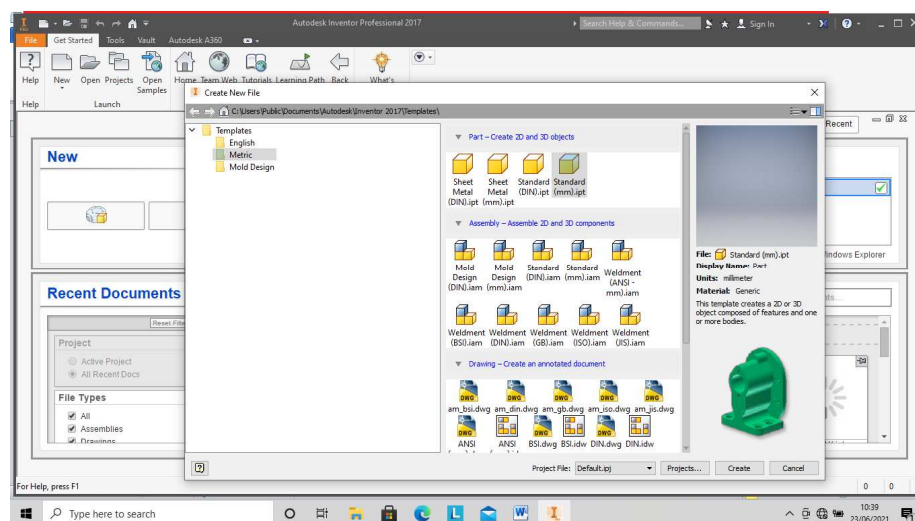 Autodesk Inventor Professional 2017
Search Help & Commands...
Sign In
File Get Started Tools Vault Autodesk A360
Help New Open Projects Open Samples Home Team Web Tutorials Learning Path Back What's
Help Launch
Create New File
C:\Users\Public\Documents\Autodesk\Inventor 2017\Templates\
Templates
English
Metric
Mold Design
Part – Create 2D and 3D objects
Sheet Metal (DIN).ipt
Sheet Metal (mm).ipt
Standard (DIN).ipt
Standard (mm).ipt
Assembly – Assemble 2D and 3D components
Mold Design (DIN).iam
Mold Design (mm).iam
Standard (DIN).iam
Standard (mm).iam
Weldment (ANSI - mm).iam
Weldment (BSI).iam
Weldment (DIN).iam
Weldment (GB).iam
Weldment (ISO).iam
Weldment (JIS).iam
Drawing – Create an annotated document
am_bsi.dwg am_din.dwg am_gb.dwg am_iso.dwg am_jis.dwg
ANSI ANSI BSI.dwg BSI.idw DIN.dwg DIN.idw
File: Standard (mm).ipt
Display Name: Part
Units: millimeter
Material: Generic
This template creates a 2D or 3D
object composed of features and one
or more bodies.
Project File: Default.ipj Projects... Create Cancel
New
Recent
Windows Explorer
Recent Documents
Project
Active Project
All Recent Docs
File Types
All
Assemblies
Drawings
For Help, press F1
0 0
Type here to search
10:39
23/06/2021